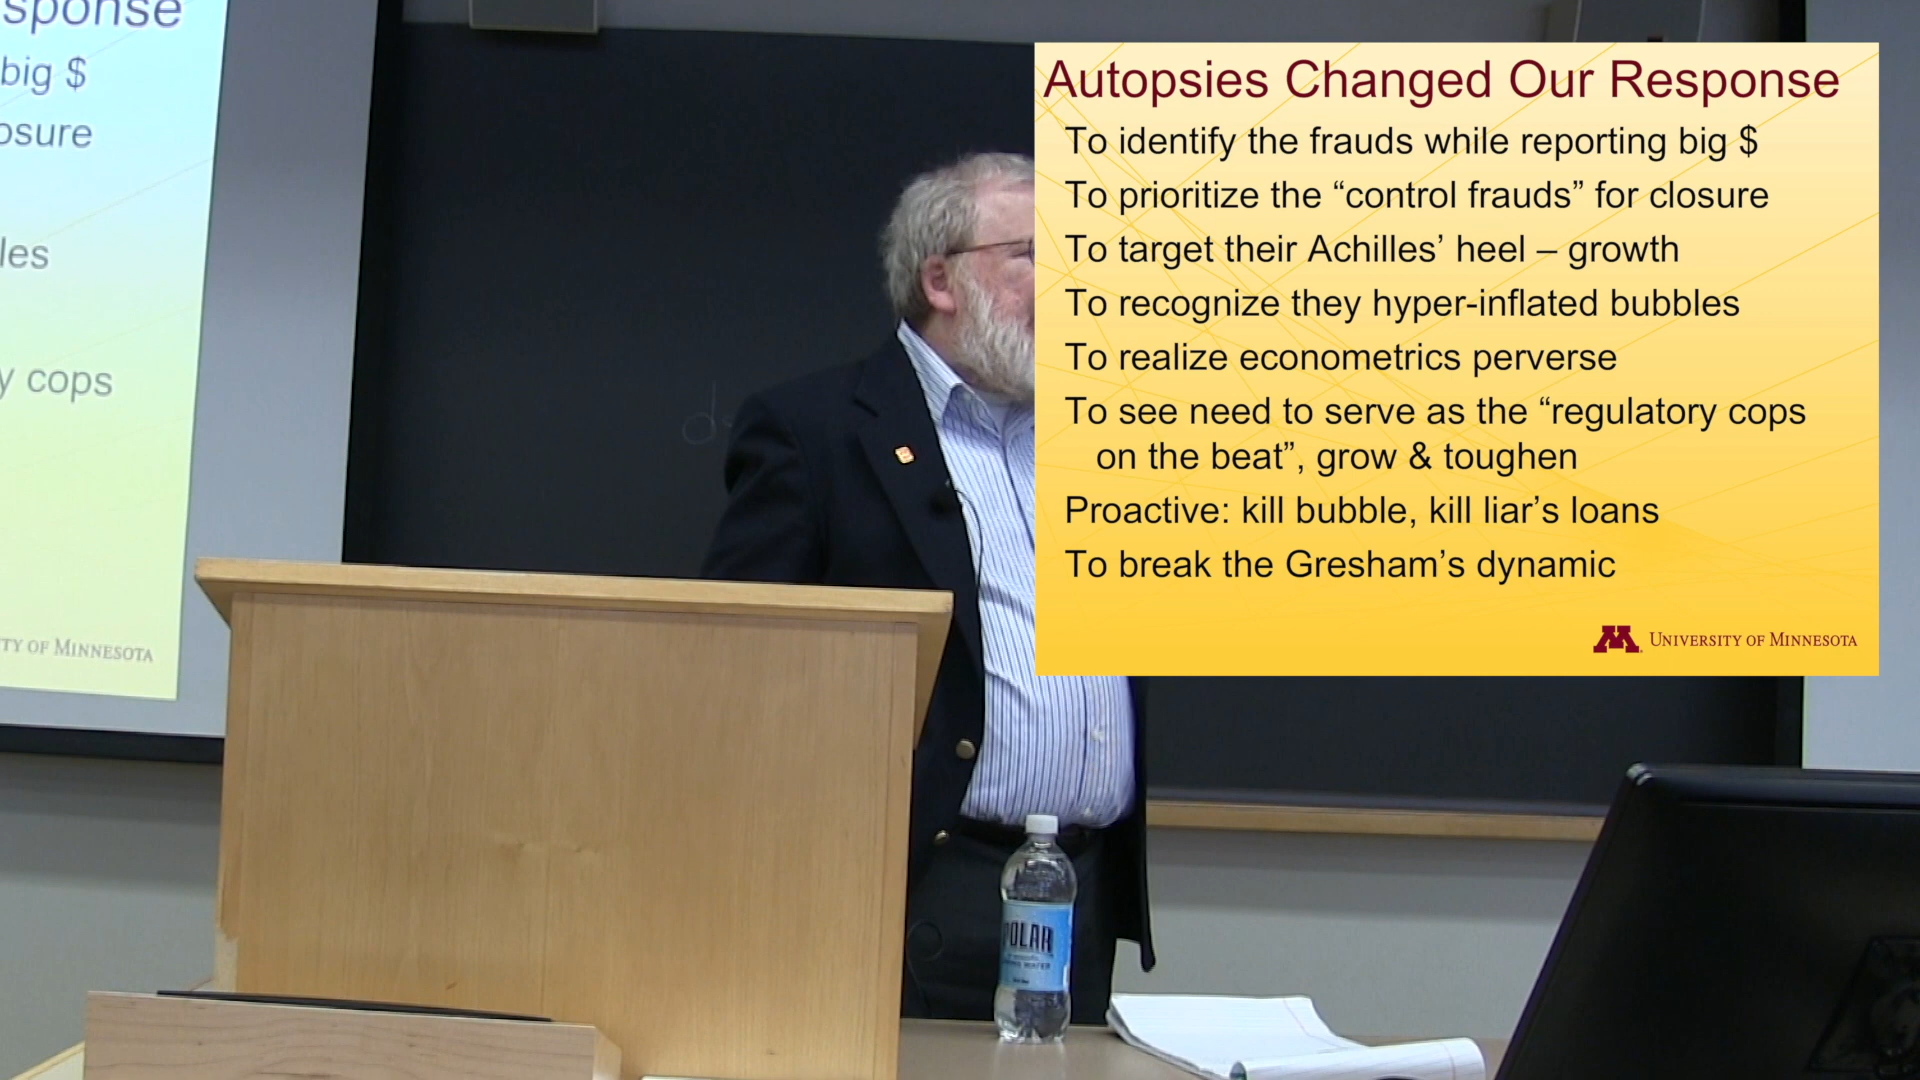 sponse
big $
osure
les
y cops
TY OF MINNESOTA
Autopsies Changed Our Response
To identify the frauds while reporting big $
To prioritize the “control frauds” for closure
To target their Achilles’ heel – growth
To recognize they hyper-inflated bubbles
To realize econometrics perverse
To see need to serve as the “regulatory cops
on the beat”, grow & toughen
Proactive: kill bubble, kill liar’s loans
To break the Gresham’s dynamic
M UNIVERSITY OF MINNESOTA
POLAR
WATER